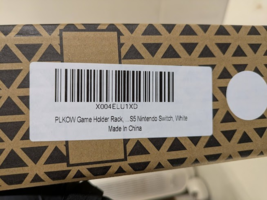 X004ELU1XD
PLKOW Game Holder Rack, ...S5 Nintendo Switch, White
Made in China